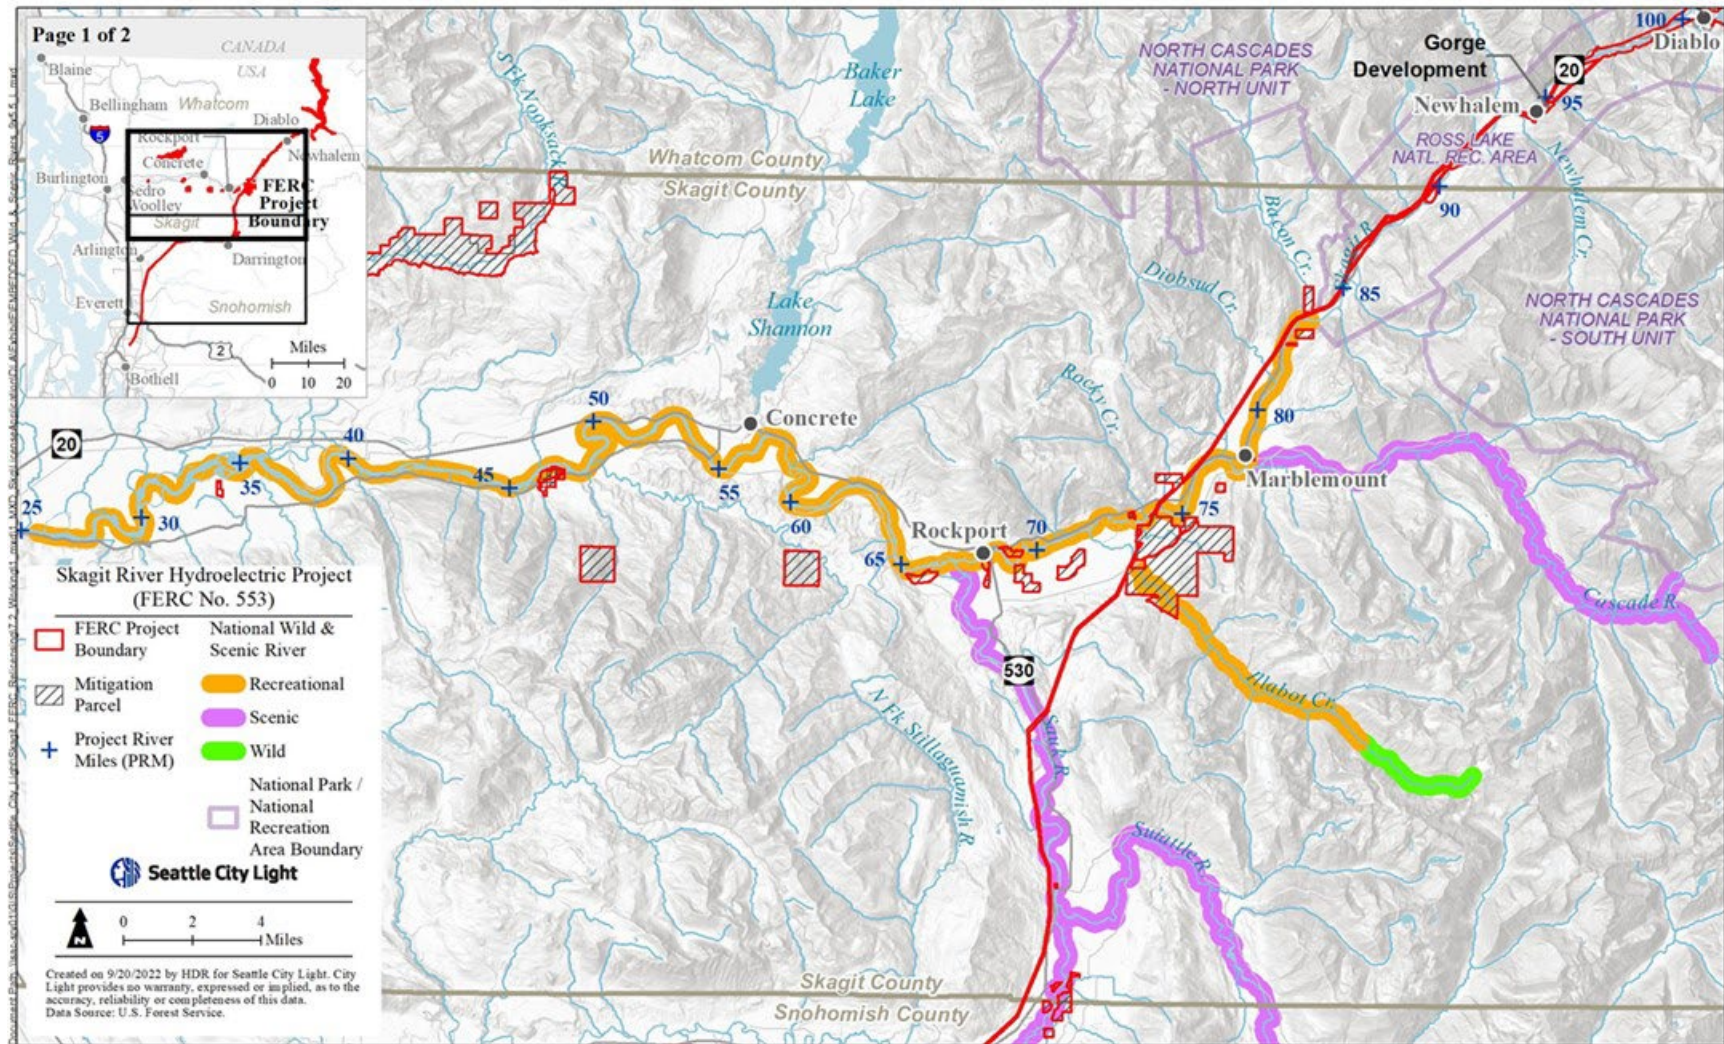 Page 1 of 2
CANADA
USA
Blaine
Bellingham
Whatcom
5
Diablo
Rockport
Concrete
Newhalem
Burlington
Sedro
Woolley
FERC
Project
Boundary
Skagit
Arlington
Darrington
Everett
Snohomish
2
Miles
0 10 20
Bothell
S Fk Nooksack R.
Baker
Lake
NORTH CASCADES
NATIONAL PARK
- NORTH UNIT
Gorge
Development
20
100
Diablo
Newhalem
95
ROSS LAKE
NATL. REC. AREA
Newhalem Cr.
Whatcom County
Skagit County
90
Bacon Cr.
Skagit R.
Diobsud Cr.
85
Lake
Shannon
NORTH CASCADES
NATIONAL PARK
- SOUTH UNIT
Rocky Cr.
20
50
Concrete
80
40
35
45
55
Marblemount
25
30
60
75
Rockport
70
65
Cascade R.
530
Illabot Cr.
N Fk Stillaguamish R.
Sauk R.
Suiattle R.
Skagit County
Snohomish County
Skagit River Hydroelectric Project
(FERC No. 553)
FERC Project
Boundary
National Wild &
Scenic River
Mitigation
Parcel
Recreational
Scenic
Project River
Miles (PRM)
Wild
National Park /
National
Recreation
Area Boundary
Seattle City Light
N
0 2 4
Miles
Created on 9/20/2022 by HDR for Seattle City Light. City
Light provides no warranty, expressed or implied, as to the
accuracy, reliability or completeness of this data.
Data Source: U.S. Forest Service.